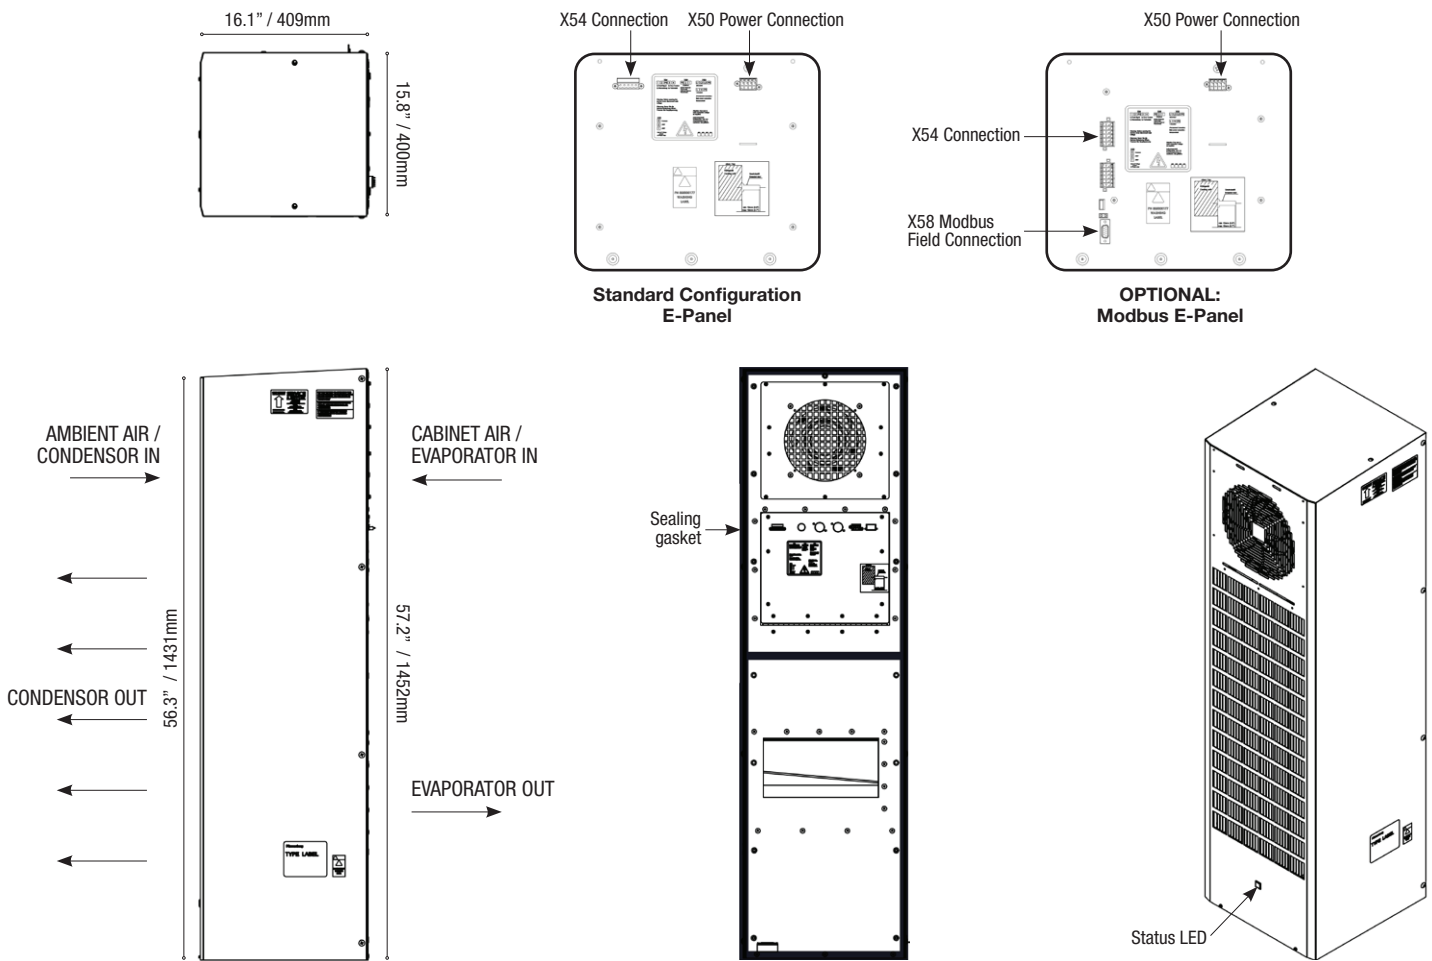 16.1” / 409mm
15.8” / 400mm
X54 Connection
X50 Power Connection
Standard Configuration
E-Panel
X50 Power Connection
X54 Connection
X58 Modbus
Field Connection
OPTIONAL:
Modbus E-Panel
AMBIENT AIR /
CONDENSOR IN
CABINET AIR /
EVAPORATOR IN
CONDENSOR OUT
56.3” / 1431mm
57.2” / 1452mm
EVAPORATOR OUT
TYPE LABEL
Sealing
gasket
TYPE LABEL
Status LED